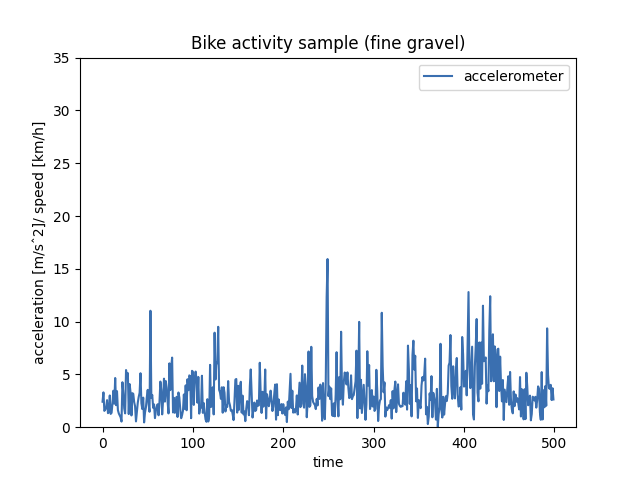 Bike activity sample (fine gravel)
accelerometer
acceleration [m/s^2]/ speed [km/h]
35
30
25
20
15
10
5
0
0 100 200 300 400 500
time